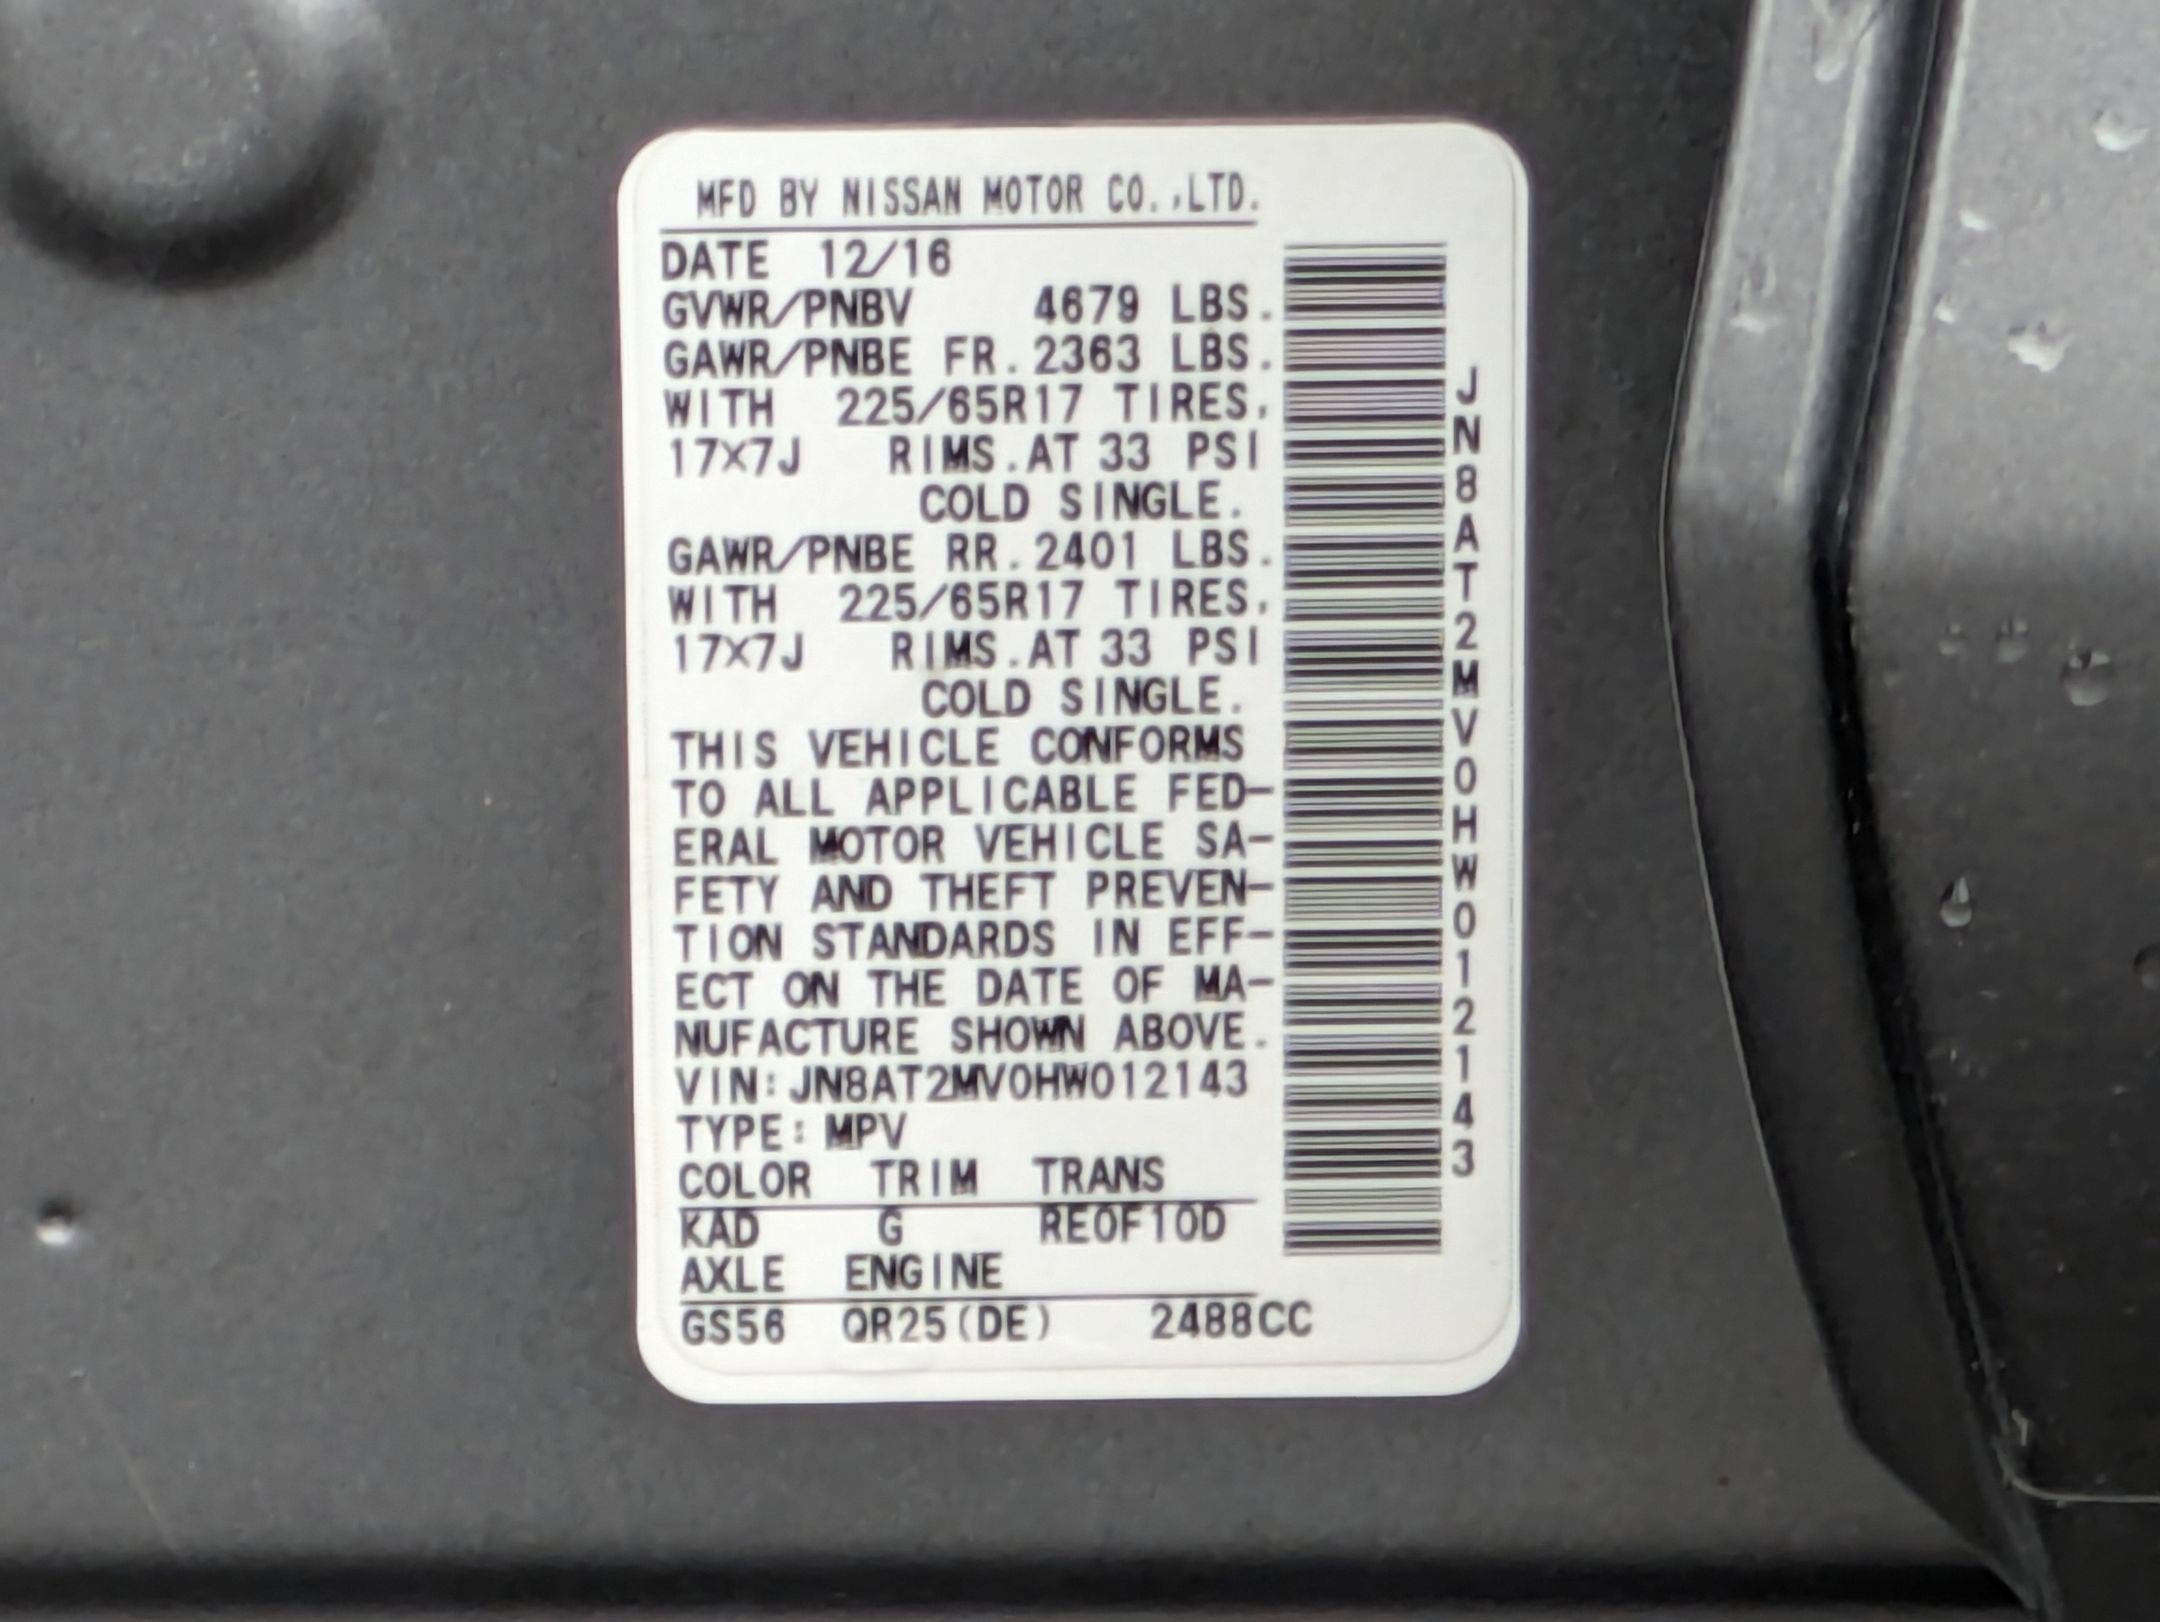 MFD BY NISSAN MOTOR CO.,LTD.
DATE 12/16
GVWR/PNBV 4679 LBS.
GAWR/PNBE FR. 2363 LBS.
WITH 225/65R17 TIRES,
17X7J RIMS.AT 33 PSI
COLD SINGLE.
GAWR/PNBE RR. 2401 LBS.
WITH 225/65R17 TIRES,
17X7J RIMS.AT 33 PSI
COLD SINGLE.
THIS VEHICLE CONFORMS
TO ALL APPLICABLE FED-
ERAL MOTOR VEHICLE SA-
FETY AND THEFT PREVEN-
TION STANDARDS IN EFF-
ECT ON THE DATE OF MA-
NUFACTURE SHOWN ABOVE.
VIN: JN8AT2MV0HW012143
TYPE: MPV
COLOR TRIM TRANS
KAD G RE0F10D
AXLE ENGINE
GS56 QR25(DE) 2488CC
JN8AT2MV0HW012143